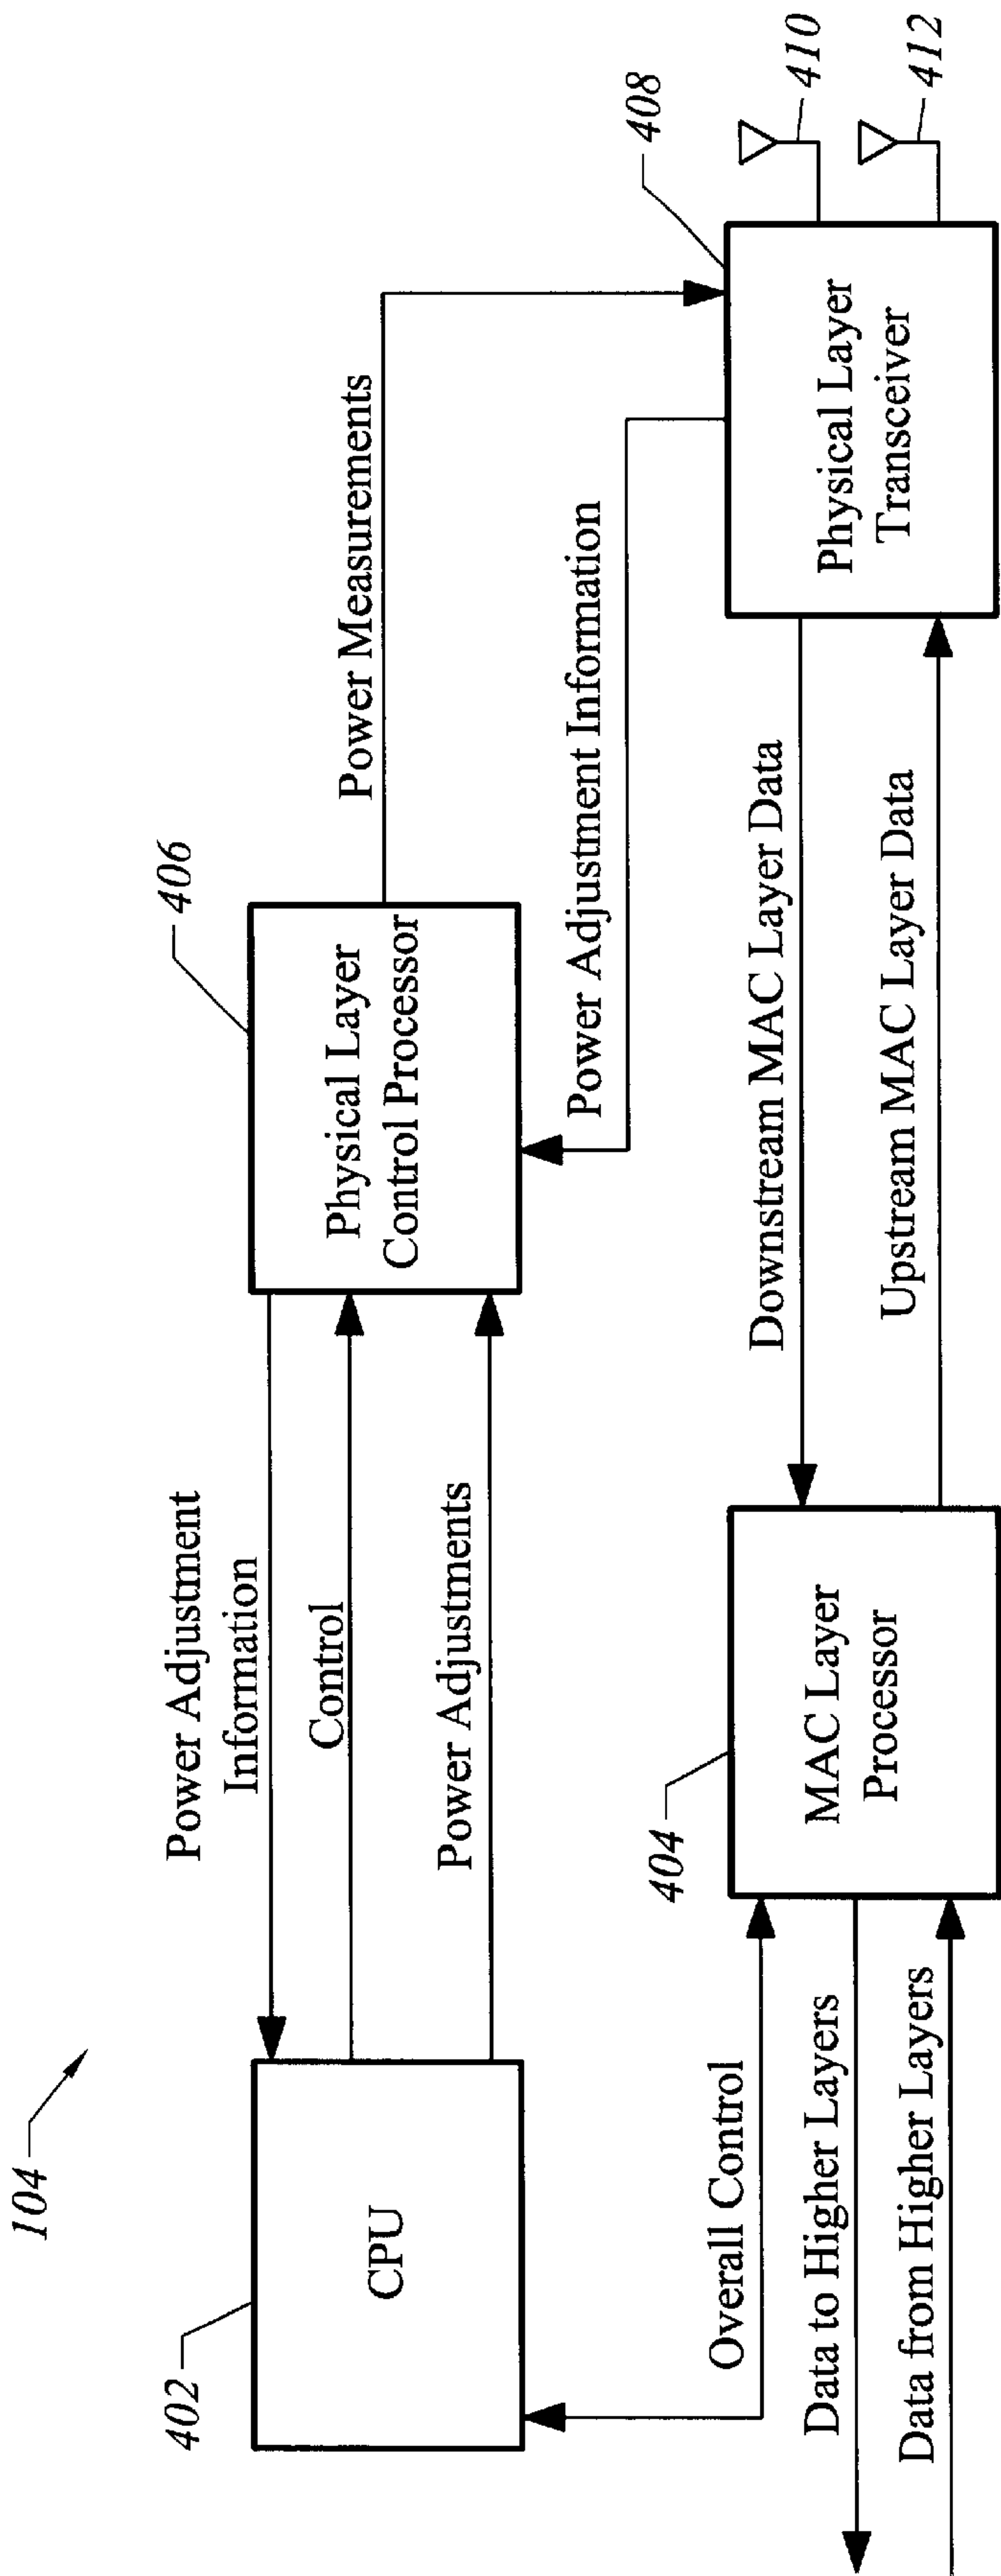 104
402
CPU
Power Adjustment
Information
Control
Power Adjustments
406
Physical Layer
Control Processor
Power Measurements
Power Adjustment Information
408
Physical Layer
Transceiver
410
412
Downstream MAC Layer Data
Upstream MAC Layer Data
404
MAC Layer
Processor
Overall Control
Data to Higher Layers
Data from Higher Layers